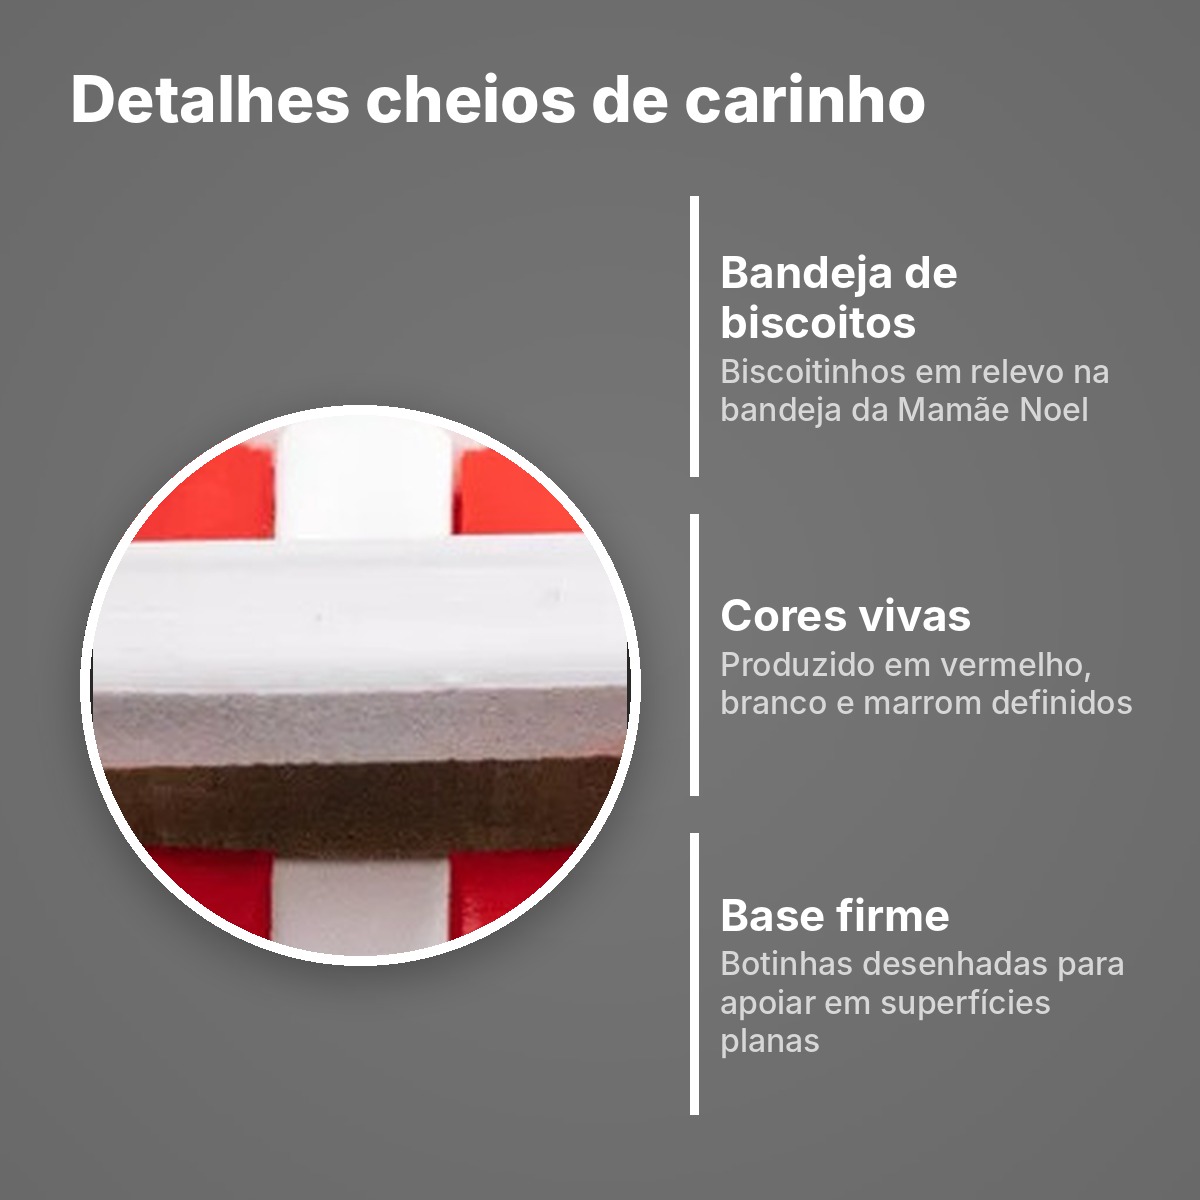 Detalhes cheios de carinho
Bandeja de
biscoitos
Biscoitinhos em relevo na
bandeja da Mamãe Noel
Cores vivas
Produzido em vermelho,
branco e marrom definidos
Base firme
Botinhas desenhadas para
apoiar em superfícies
planas